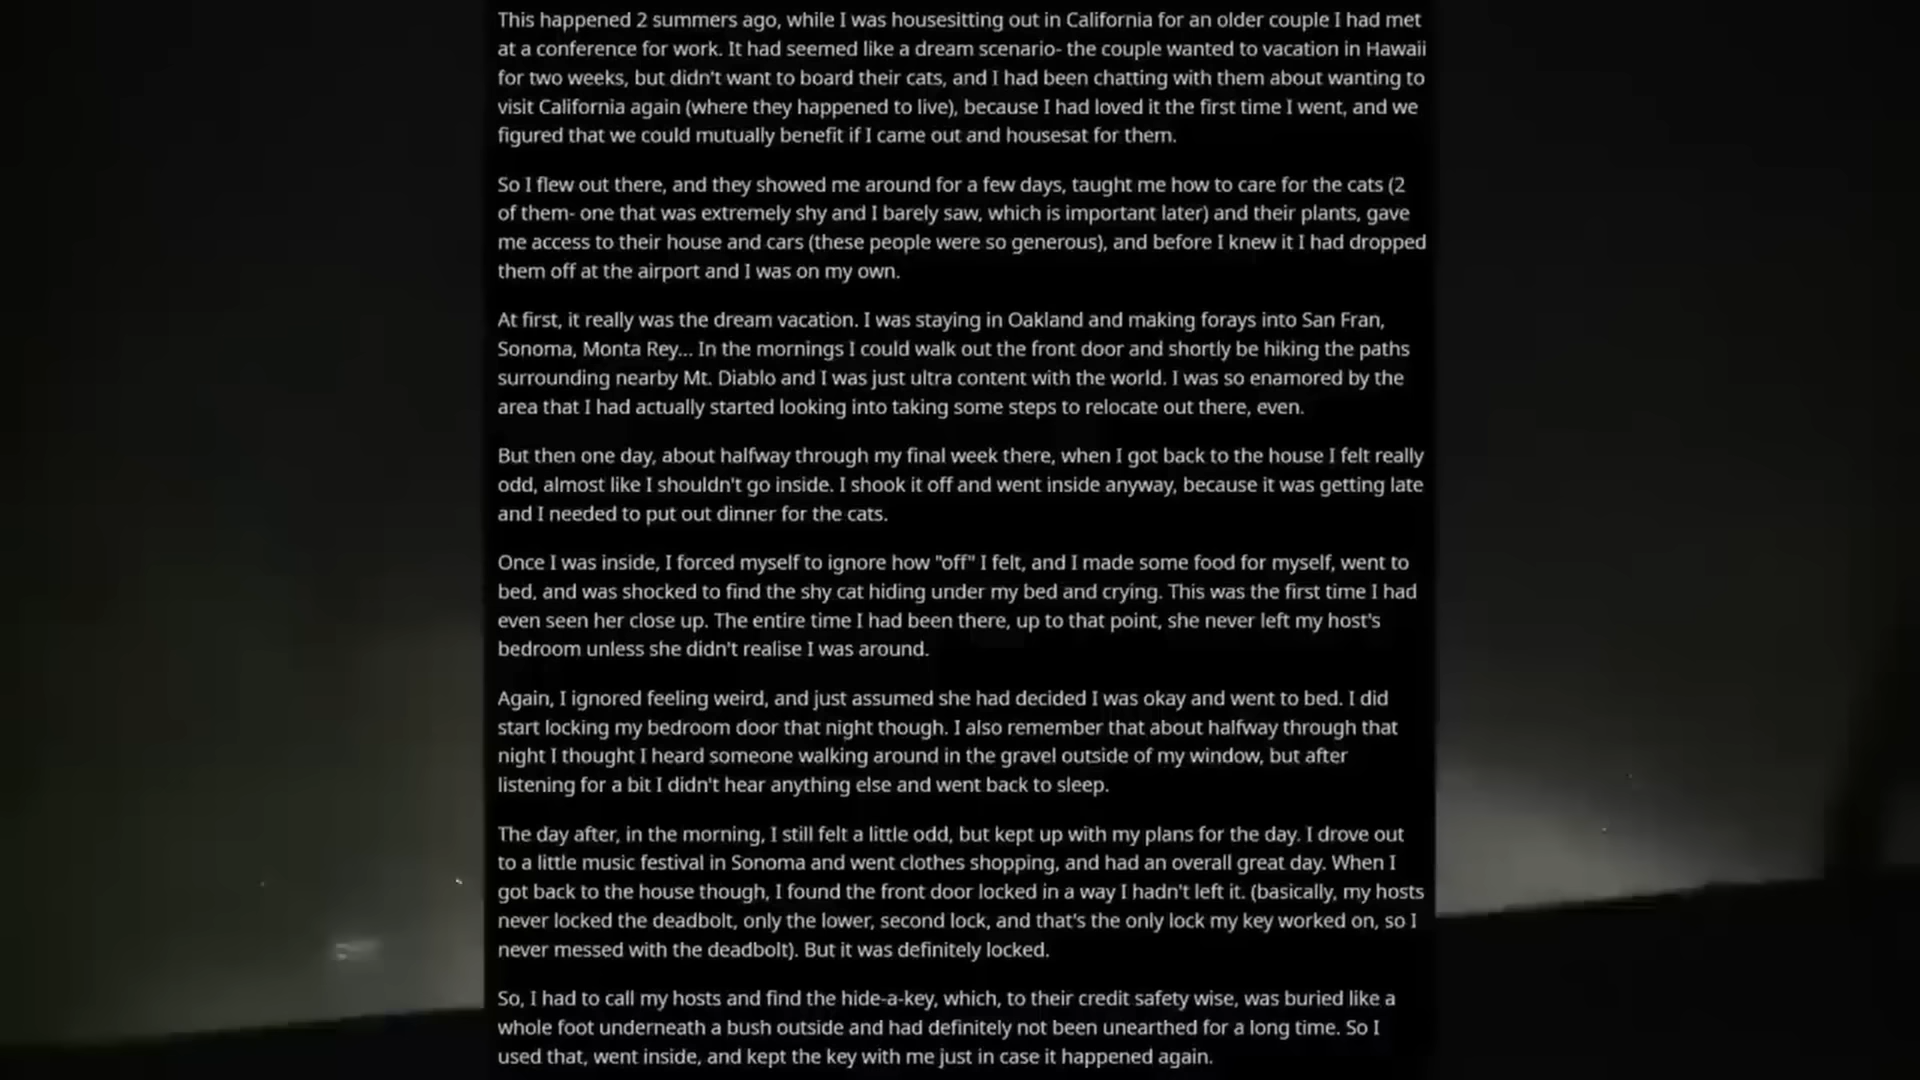 This happened 2 summers ago, while I was housesitting out in California for an older couple I had met
at a conference for work. It had seemed like a dream scenario- the couple wanted to vacation in Hawaii
for two weeks, but didn't want to board their cats, and I had been chatting with them about wanting to
visit California again (where they happened to live), because I had loved it the first time I went, and we
figured that we could mutually benefit if I came out and housesat for them.
So I flew out there, and they showed me around for a few days, taught me how to care for the cats (2
of them- one that was extremely shy and I barely saw, which is important later) and their plants, gave
me access to their house and cars (these people were so generous), and before I knew it I had dropped
them off at the airport and I was on my own.
At first, it really was the dream vacation. I was staying in Oakland and making forays into San Fran,
Sonoma, Monta Rey... In the mornings I could walk out the front door and shortly be hiking the paths
surrounding nearby Mt. Diablo and I was just ultra content with the world. I was so enamored by the
area that I had actually started looking into taking some steps to relocate out there, even.
But then one day, about halfway through my final week there, when I got back to the house I felt really
odd, almost like I shouldn't go inside. I shook it off and went inside anyway, because it was getting late
and I needed to put out dinner for the cats.
Once I was inside, I forced myself to ignore how "off" I felt, and I made some food for myself, went to
bed, and was shocked to find the shy cat hiding under my bed and crying. This was the first time I had
even seen her close up. The entire time I had been there, up to that point, she never left my host's
bedroom unless she didn't realise I was around.
Again, I ignored feeling weird, and just assumed she had decided I was okay and went to bed. I did
start locking my bedroom door that night though. I also remember that about halfway through that
night I thought I heard someone walking around in the gravel outside of my window, but after
listening for a bit I didn't hear anything else and went back to sleep.
The day after, in the morning, I still felt a little odd, but kept up with my plans for the day. I drove out
to a little music festival in Sonoma and went clothes shopping, and had an overall great day. When I
got back to the house though, I found the front door locked in a way I hadn't left it. (basically, my hosts
never locked the deadbolt, only the lower, second lock, and that's the only lock my key worked on, so I
never messed with the deadbolt). But it was definitely locked.
So, I had to call my hosts and find the hide-a-key, which, to their credit safety wise, was buried like a
whole foot underneath a bush outside and had definitely not been unearthed for a long time. So I
used that, went inside, and kept the key with me just in case it happened again.